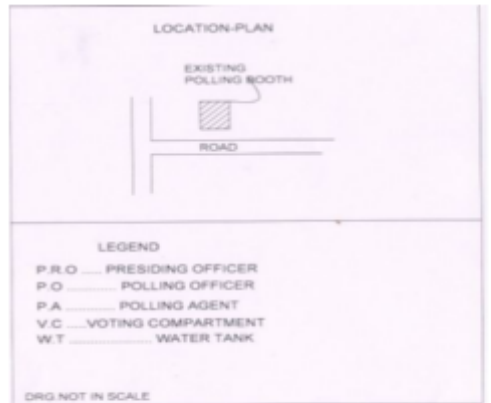 LOCATION-PLAN
EXISTING
POLLING BOOTH
ROAD
LEGEND
P.R.O .... PRESIDING OFFICER
P.O ............ POLLING OFFICER
P.A ............ POLLING AGENT
V.C ....VOTING COMPARTMENT
W.T .................. WATER TANK
DRG.NOT IN SCALE